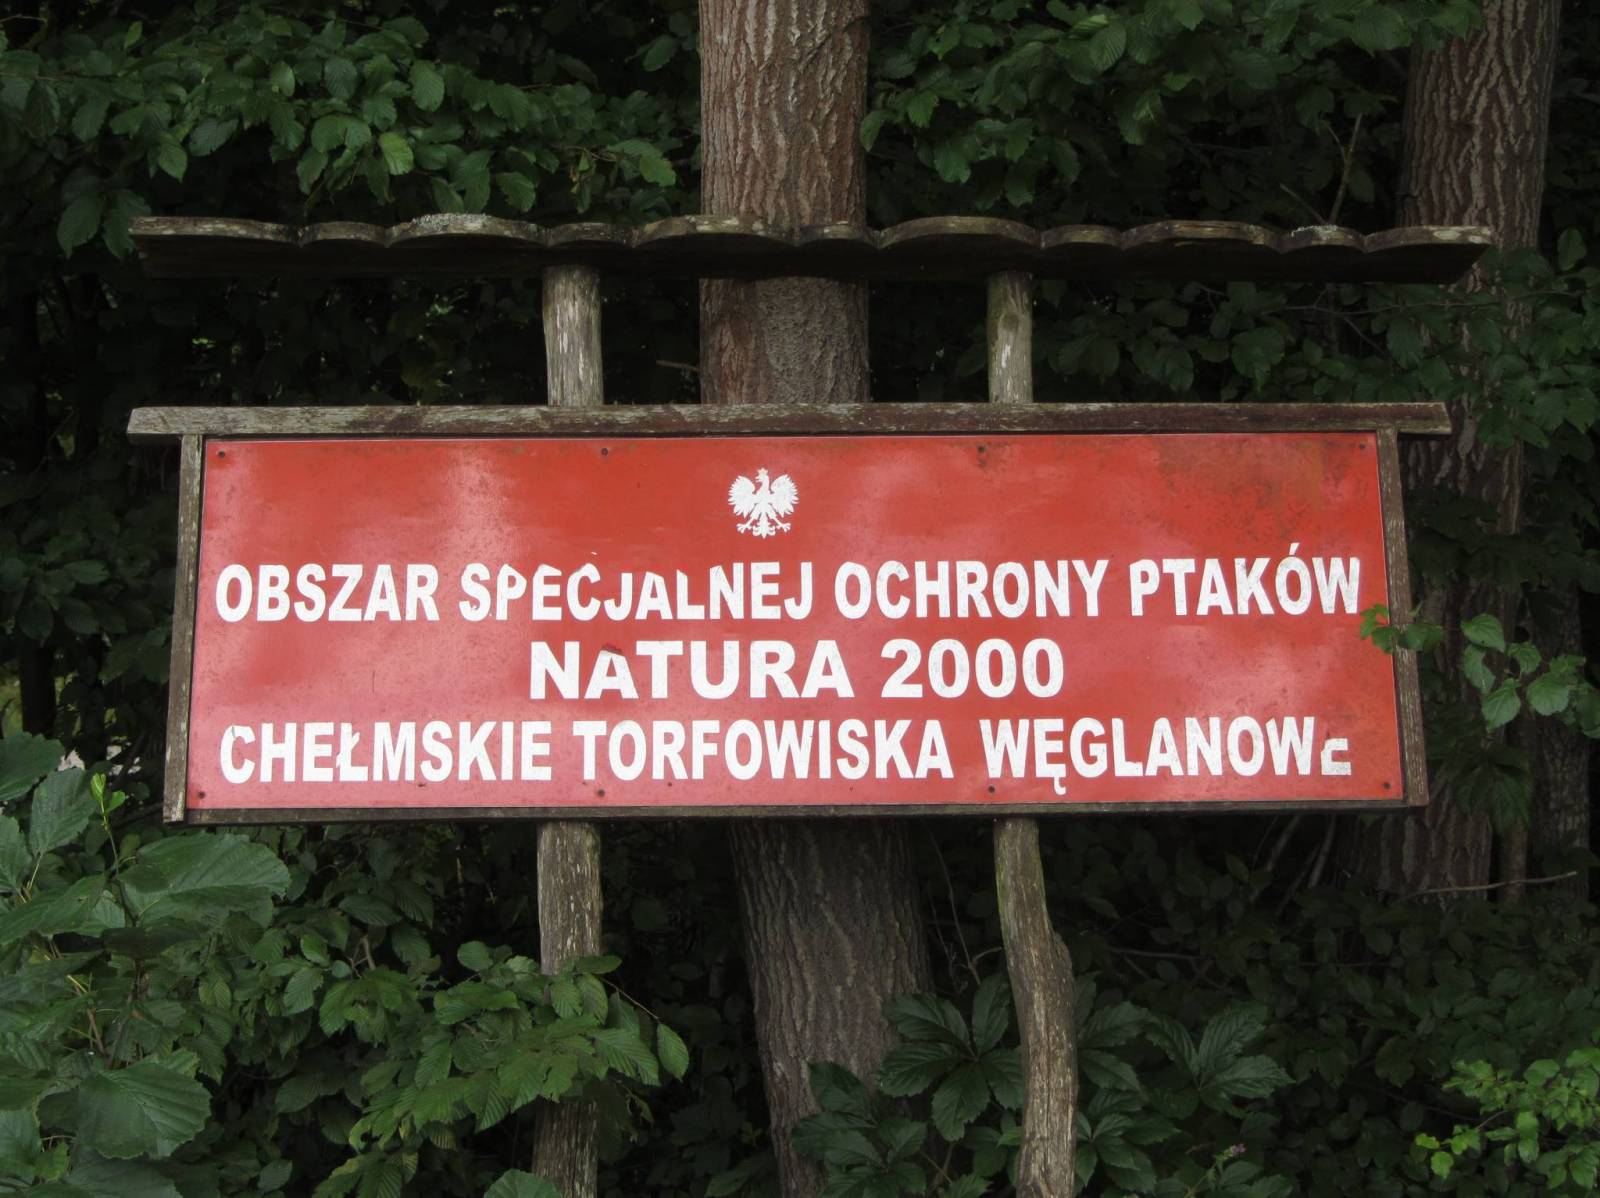 OBSZAR SPECJALNEJ OCHRONY PTAKÓW
NATURA 2000
CHEŁMSKIE TORFOWISKA WĘGLANOWE